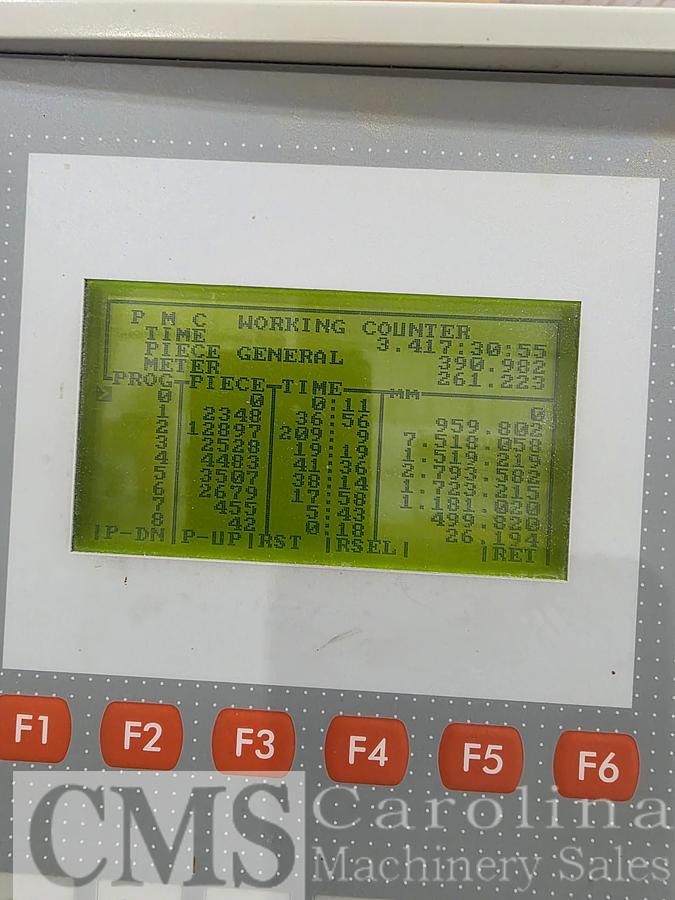 P M C WORKING COUNTER
TIME 3.417:30:55
PIECE GENERAL 390.982
METER 261.223
PROG PIECE TIME MM
> 0 0 0:11 0
1 2348 36:56 959.802
2 12897 209: 9 7.518.058
3 2528 19:19 1.519.219
4 4483 41:36
5 3507 38:14 1.723.215
6 2679 17:58 1.181.020
7 455 5:43 499.820
8 42 0:18 26.194
|P-DN |P-UP|RST |RSEL| |RET|
F1 F2 F3 F4 F5 F6
CMS Carolina
Machinery Sales